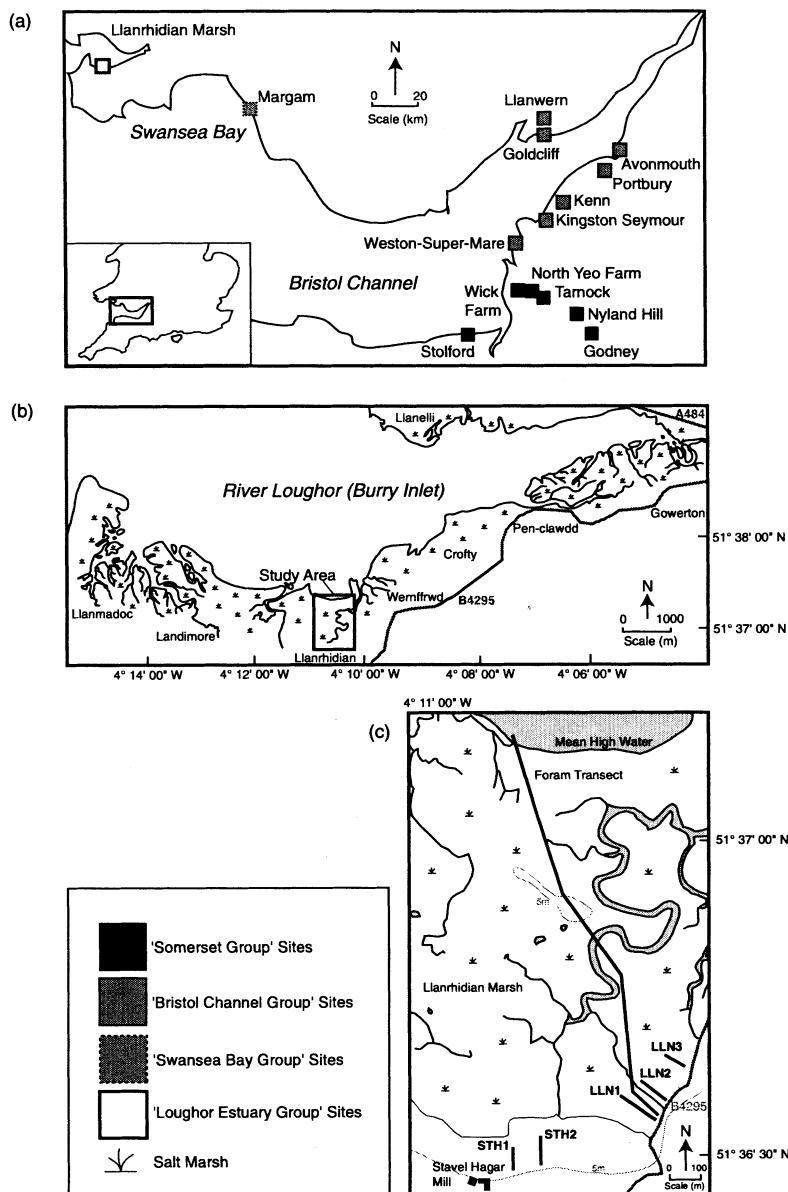 (a)
Llanrhidian Marsh
N
0 20
Scale (km)
Margam
Swansea Bay
Llanwern
Goldcliff
Avonmouth
Portbury
Kenn
Kingston Seymour
Weston-Super-Mare
Bristol Channel
North Yeo Farm
Wick
Farm
Tarnock
Nyland Hill
Stolford
Godney
(b)
Llanelli
A484
River Loughor (Burry Inlet)
Gowerton
Pen-clawdd
51° 38' 00" N
Crofty
Study Area
Wernffrwd
B4295
N
0 1000
Scale (m)
Llanmadoc
Landimore
Llanrhidian
51° 37' 00" N
4° 14' 00" W
4° 12' 00" W
4° 10' 00" W
4° 08' 00" W
4° 06' 00" W
4° 11' 00" W
(c)
Mean High Water
Foram Transect
51° 37' 00" N
5m
Llanrhidian Marsh
LLN3
LLN2
LLN1
B4295
STH1
STH2
N
51° 36' 30" N
Stavel Hagar
Mill
5m
0 100
Scale (m)
'Somerset Group' Sites
'Bristol Channel Group' Sites
'Swansea Bay Group' Sites
'Loughor Estuary Group' Sites
Salt Marsh